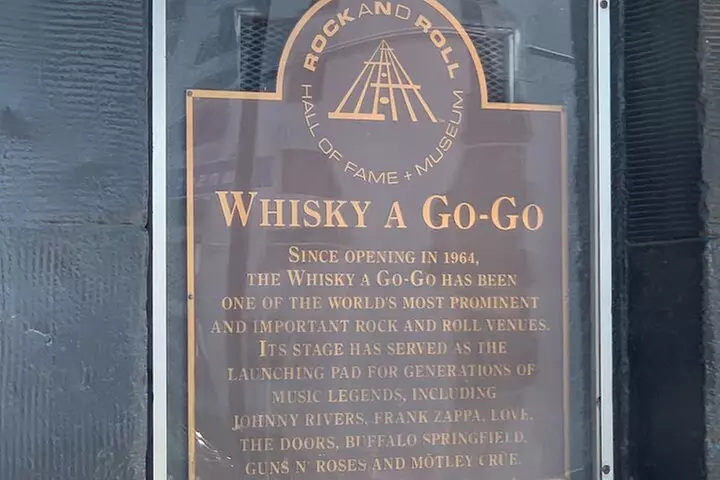 ROCK AND ROLL
HALL OF FAME + MUSEUM
WHISKY A GO-GO
SINCE OPENING IN 1964,
THE WHISKY A GO-GO HAS BEEN
ONE OF THE WORLD'S MOST PROMINENT
AND IMPORTANT ROCK AND ROLL VENUES.
ITS STAGE HAS SERVED AS THE
LAUNCHING PAD FOR GENERATIONS OF
MUSIC LEGENDS, INCLUDING
JOHNNY RIVERS, FRANK ZAPPA, LOVE,
THE DOORS, BUFFALO SPRINGFIELD,
GUNS N' ROSES AND MÖTLEY CRÜE.